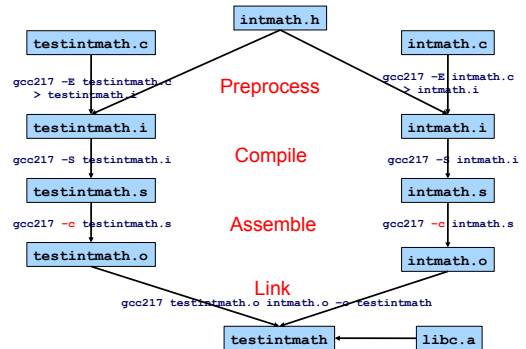 intmath.h
testintmath.c
intmath.c
gcc217 -E testintmath.c
> testintmath.i
Preprocess
gcc217 -E intmath.c
> intmath.i
testintmath.i
intmath.i
gcc217 -S testintmath.i
Compile
gcc217 -S intmath.i
testintmath.s
intmath.s
gcc217 -c testintmath.s
Assemble
gcc217 -c intmath.s
testintmath.o
intmath.o
Link
gcc217 testintmath.o intmath.o -o testintmath
testintmath
libc.a